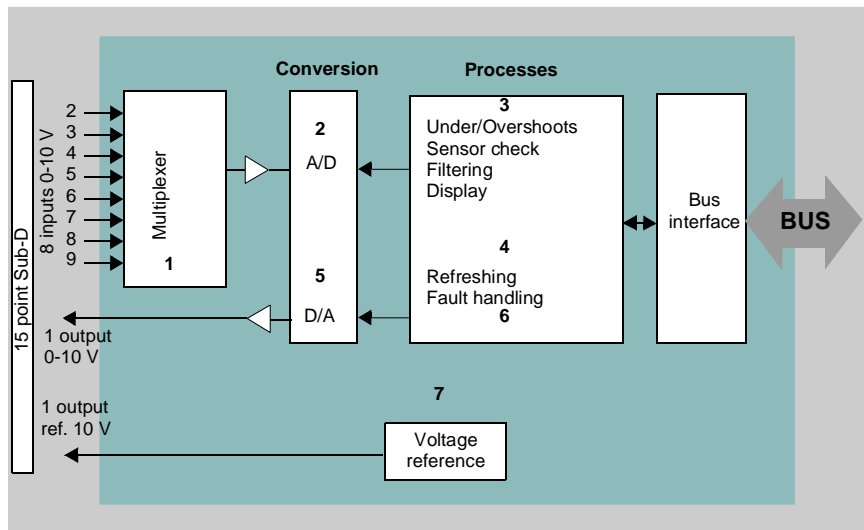 Conversion
Processes
15 point Sub-D
8 inputs 0-10 V
2
3
4
5
6
7
8
9
Multiplexer
1
2
A/D
5
D/A
3
Under/Overshoots
Sensor check
Filtering
Display
4
Refreshing
Fault handling
6
Bus
interface
BUS
1 output
0-10 V
1 output
ref. 10 V
7
Voltage
reference